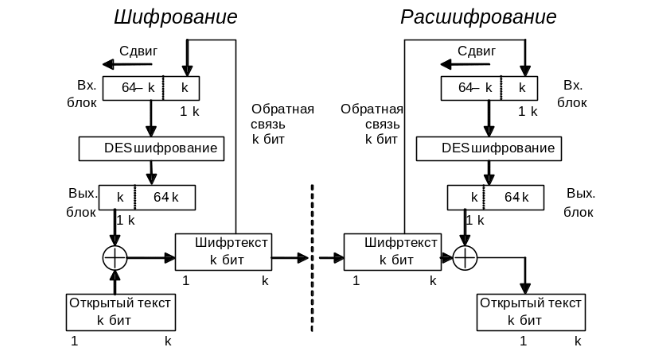 Шифрование
Сдвиг
Вх.
блок
64– k
k
1 k
DES шифрование
Вых.
блок
k
64 k
1 k
Обратная
связь
k бит
Шифртекст
k бит
1
k
Открытый текст
k бит
1
k
Расшифрование
Сдвиг
64– k
k
Вх.
блок
1 k
Обратная
связь
k бит
DES шифрование
k
64 k
Вых.
блок
1 k
Шифртекст
k бит
1
k
Открытый текст
k бит
1
k